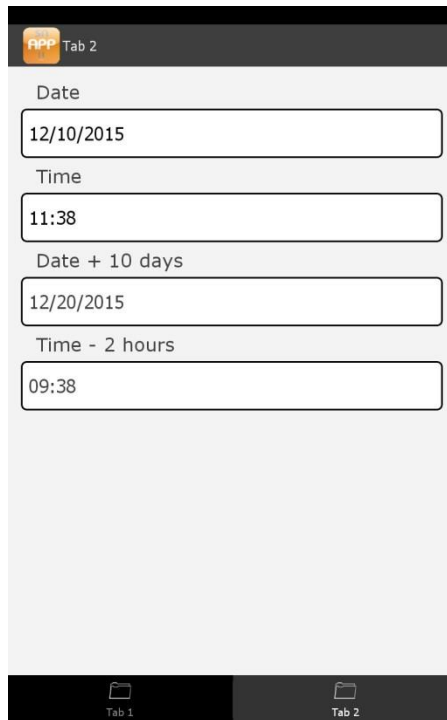 APP Tab 2
Date
12/10/2015
Time
11:38
Date + 10 days
12/20/2015
Time - 2 hours
09:38
Tab 1 Tab 2